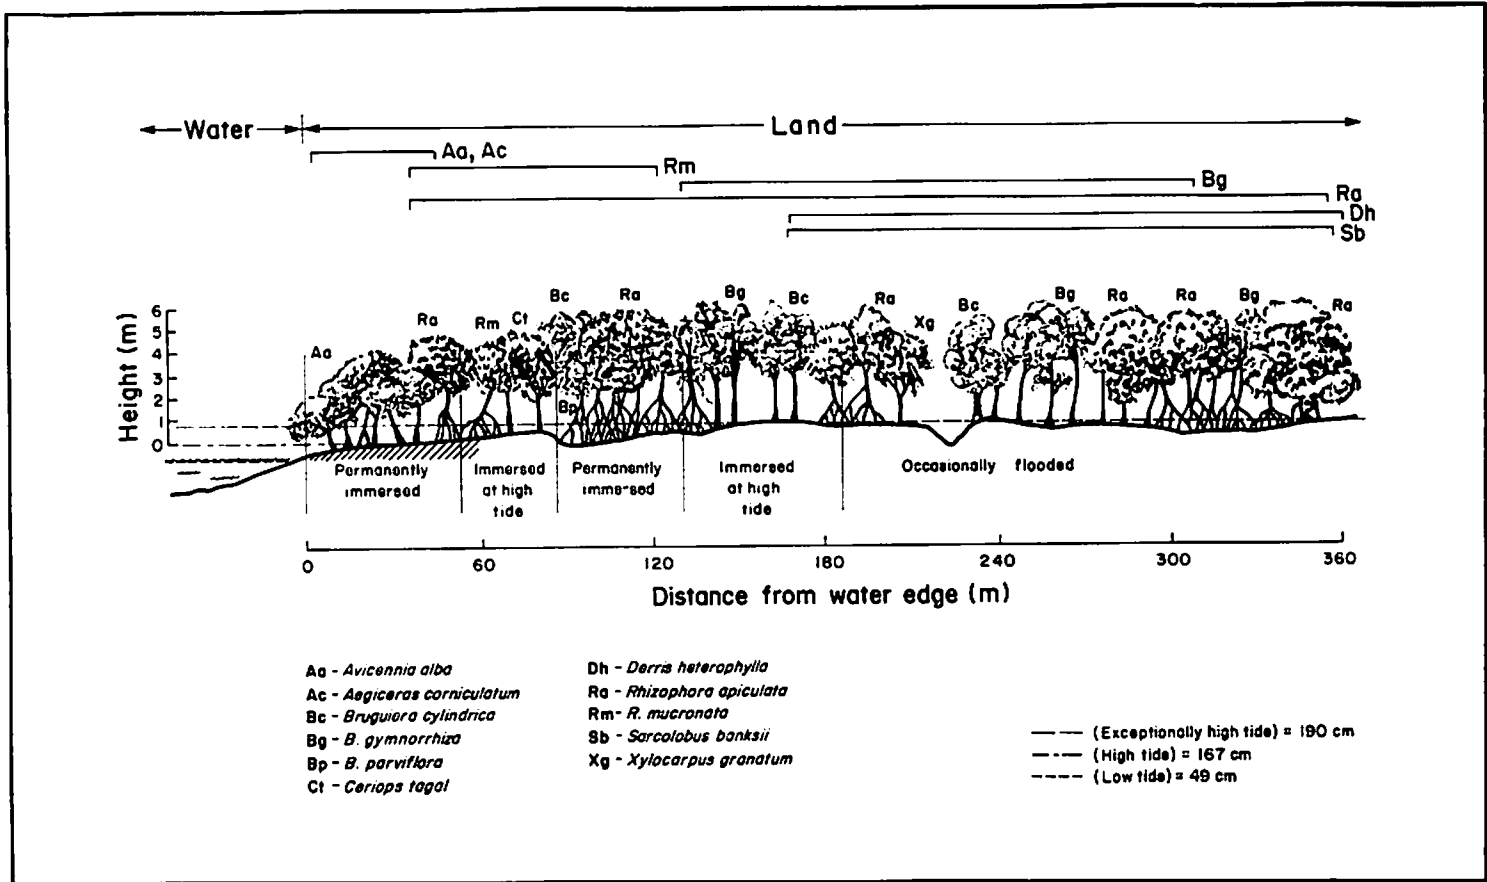 Water
Land
Aa, Ac
Rm
Bg
Ra
Dh
Sb
Bc Ra Bg Bc Ra Bc Bg Ra Ra Bg Ra
Ra Rm Ct Xg
Aa
Bp
Height (m)
6
5
4
3
2
1
0
Permanently
immersed
Immersed
at high
tide
Permanently
immersed
Immersed
at high
tide
Occasionally flooded
0 60 120 180 240 300 360
Distance from water edge (m)
Aa - Avicennia alba
Ac - Aegiceras corniculatum
Bc - Bruguiera cylindrica
Bg - B. gymnorrhiza
Bp - B. parviflora
Ct - Ceriops tagal
Dh - Derris heterophylla
Ra - Rhizophora apiculata
Rm - R. mucronata
Sb - Sarcolobus banksii
Xg - Xylocarpus granatum
(Exceptionally high tide) = 190 cm
(High tide) = 167 cm
(Low tide) = 49 cm